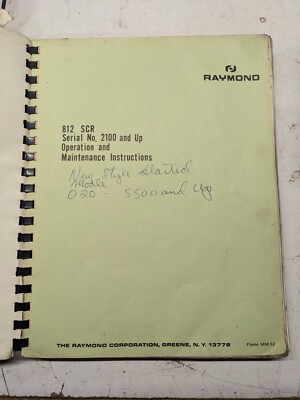 RAYMOND
812 SCR
Serial No. 2100 and Up
Operation and
Maintenance Instructions
New Style started
Model
020 - 5500 and Up
THE RAYMOND CORPORATION, GREENE, N.Y. 13778
Form